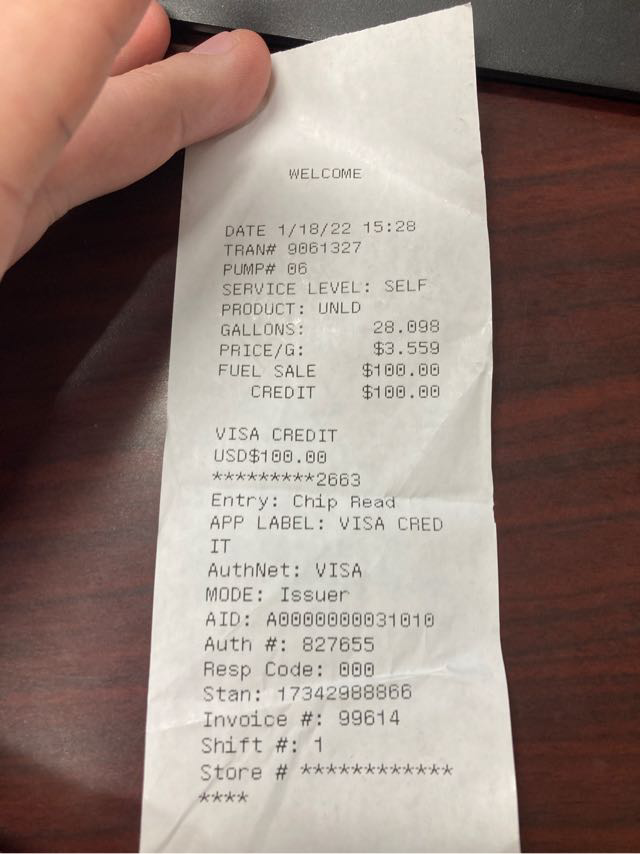 WELCOME
DATE 1/18/22 15:28
TRAN# 9061327
PUMP# 06
SERVICE LEVEL: SELF
PRODUCT: UNLD
GALLONS: 28.098
PRICE/G: $3.559
FUEL SALE $100.00
CREDIT $100.00
VISA CREDIT
USD$100.00
*********2663
Entry: Chip Read
APP LABEL: VISA CRED
IT
AuthNet: VISA
MODE: Issuer
AID: A0000000031010
Auth #: 827655
Resp Code: 000
Stan: 17342988866
Invoice #: 99614
Shift #: 1
Store # ************
****